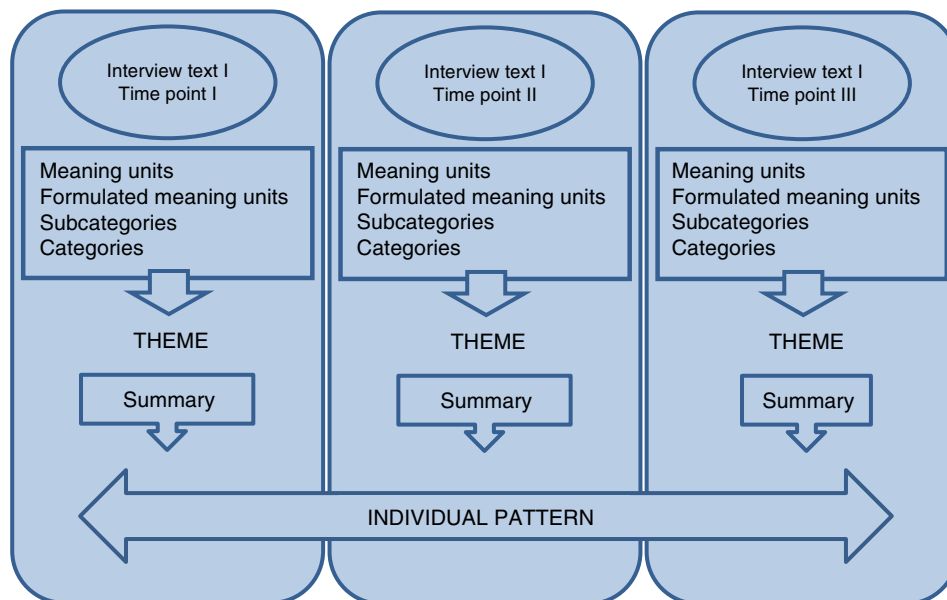 Interview text I
Time point I
Meaning units
Formulated meaning units
Subcategories
Categories
THEME
Summary
Interview text I
Time point II
Meaning units
Formulated meaning units
Subcategories
Categories
THEME
Summary
Interview text I
Time point III
Meaning units
Formulated meaning units
Subcategories
Categories
THEME
Summary
INDIVIDUAL PATTERN